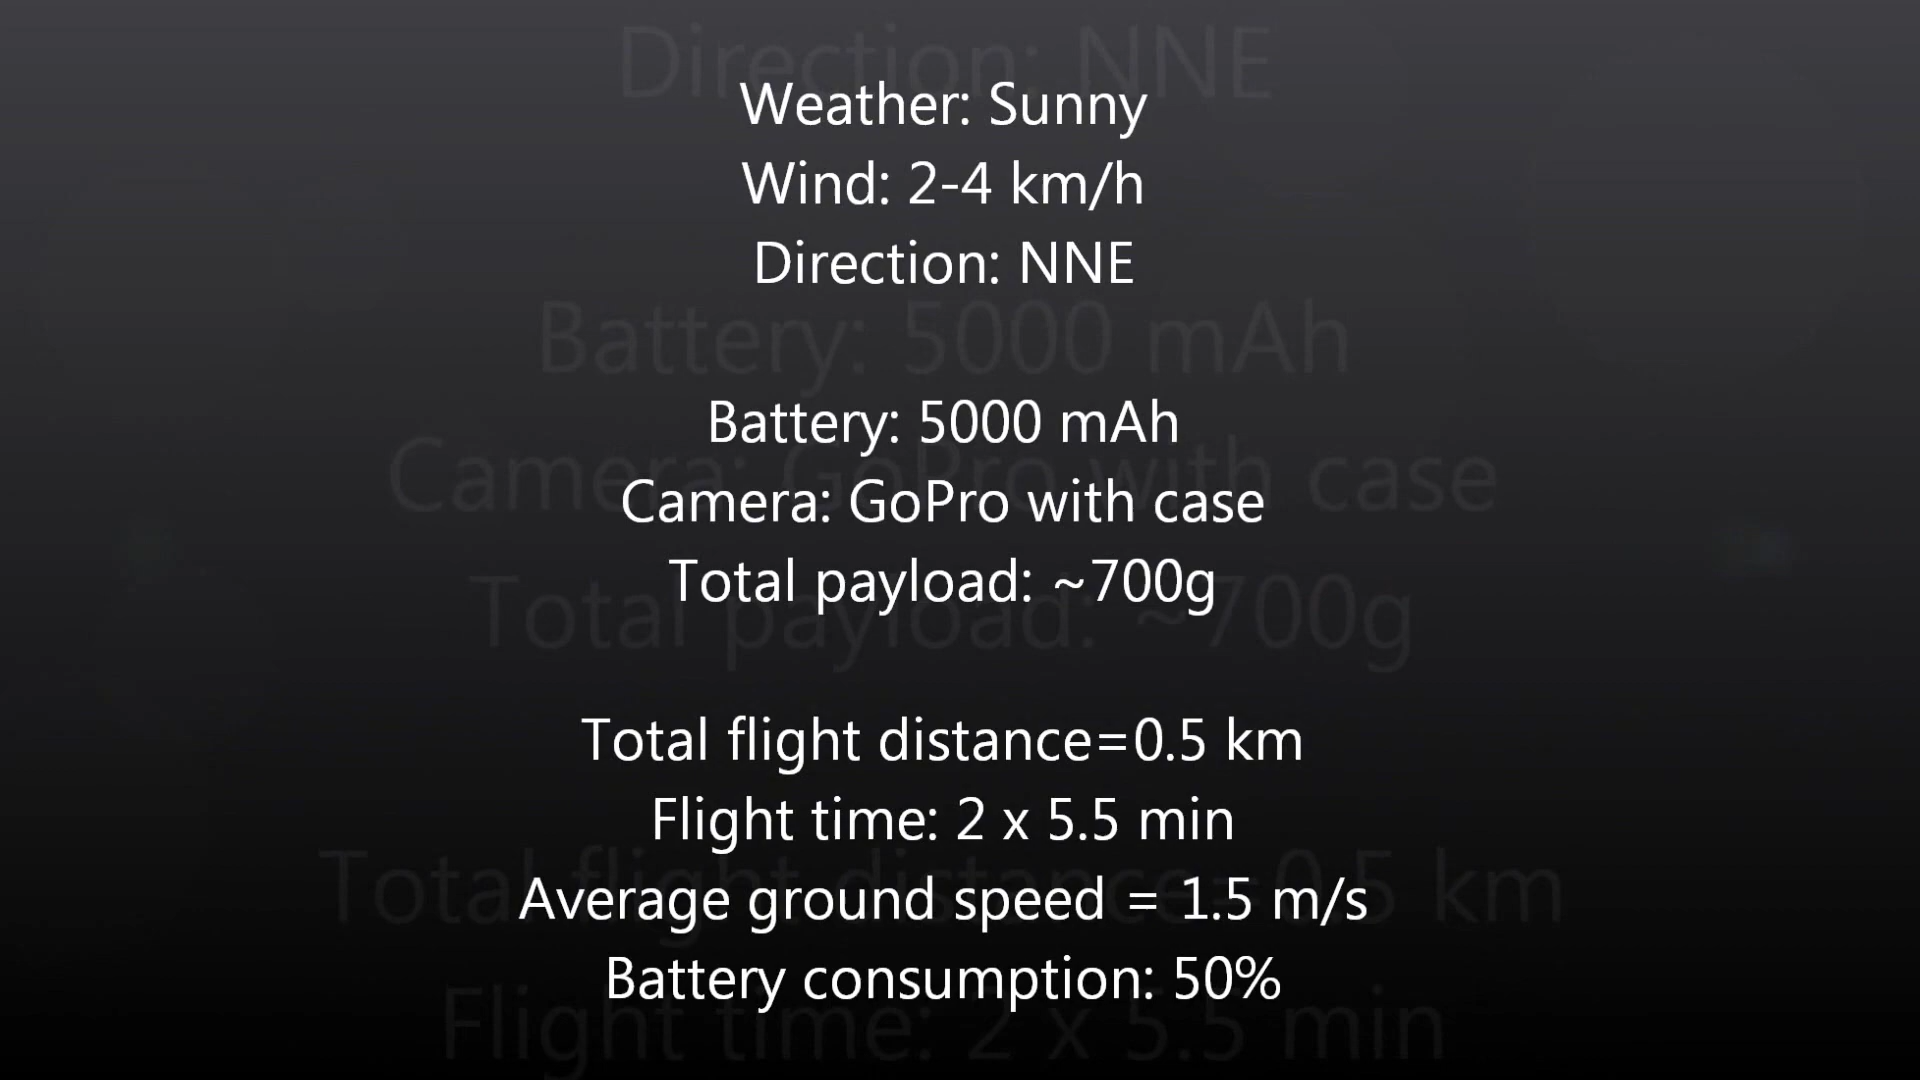 Weather: Sunny
Wind: 2-4 km/h
Direction: NNE
Battery: 5000 mAh
Camera: GoPro with case
Total payload: ~700g
Total flight distance=0.5 km
Flight time: 2 x 5.5 min
Average ground speed = 1.5 m/s
Battery consumption: 50%